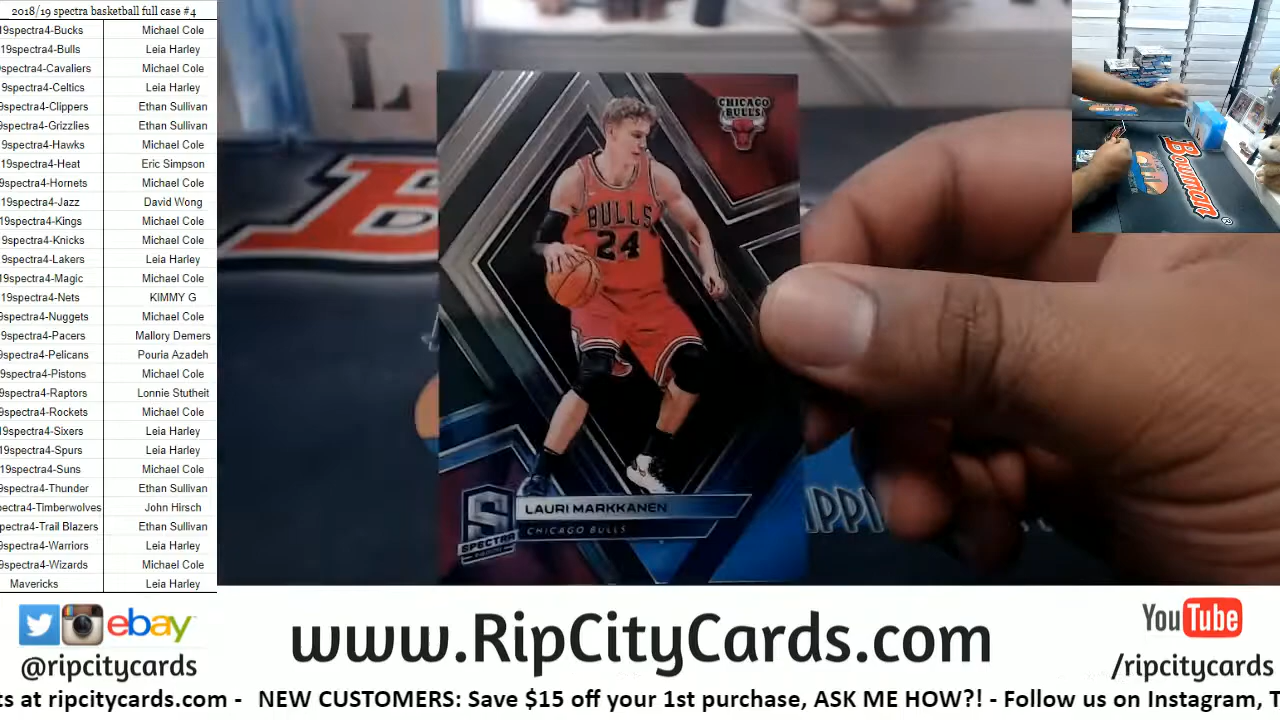 2018/19 spectra basketball full case #4
19spectra4-Bucks Michael Cole
19spectra4-Bulls Leia Harley
9spectra4-Cavaliers Michael Cole
19spectra4-Celtics Leia Harley
9spectra4-Clippers Ethan Sullivan
9spectra4-Grizzlies Ethan Sullivan
9spectra4-Hawks Michael Cole
19spectra4-Heat Eric Simpson
9spectra4-Hornets Michael Cole
19spectra4-Jazz David Wong
19spectra4-Kings Michael Cole
9spectra4-Knicks Michael Cole
9spectra4-Lakers Leia Harley
19spectra4-Magic Michael Cole
19spectra4-Nets KIMMY G
9spectra4-Nuggets Michael Cole
9spectra4-Pacers Mallory Demers
9spectra4-Pelicans Pouria Azadeh
9spectra4-Pistons Michael Cole
9spectra4-Raptors Lonnie Stutheit
9spectra4-Rockets Michael Cole
19spectra4-Sixers Leia Harley
19spectra4-Spurs Leia Harley
19spectra4-Suns Michael Cole
9spectra4-Thunder Ethan Sullivan
pectra4-Timberwolves John Hirsch
pectra4-Trail Blazers Ethan Sullivan
9spectra4-Warriors Leia Harley
9spectra4-Wizards Michael Cole
Mavericks Leia Harley
CHICAGO
BULLS
BULLS
24
LAURI MARKKANEN
CHICAGO BULLS
SPECTRA
PANINI
Bowman
ebay
@ripcitycards
www.RipCityCards.com
YouTube
/ripcitycards
ts at ripcitycards.com - NEW CUSTOMERS: Save $15 off your 1st purchase, ASK ME HOW?! - Follow us on Instagram, T